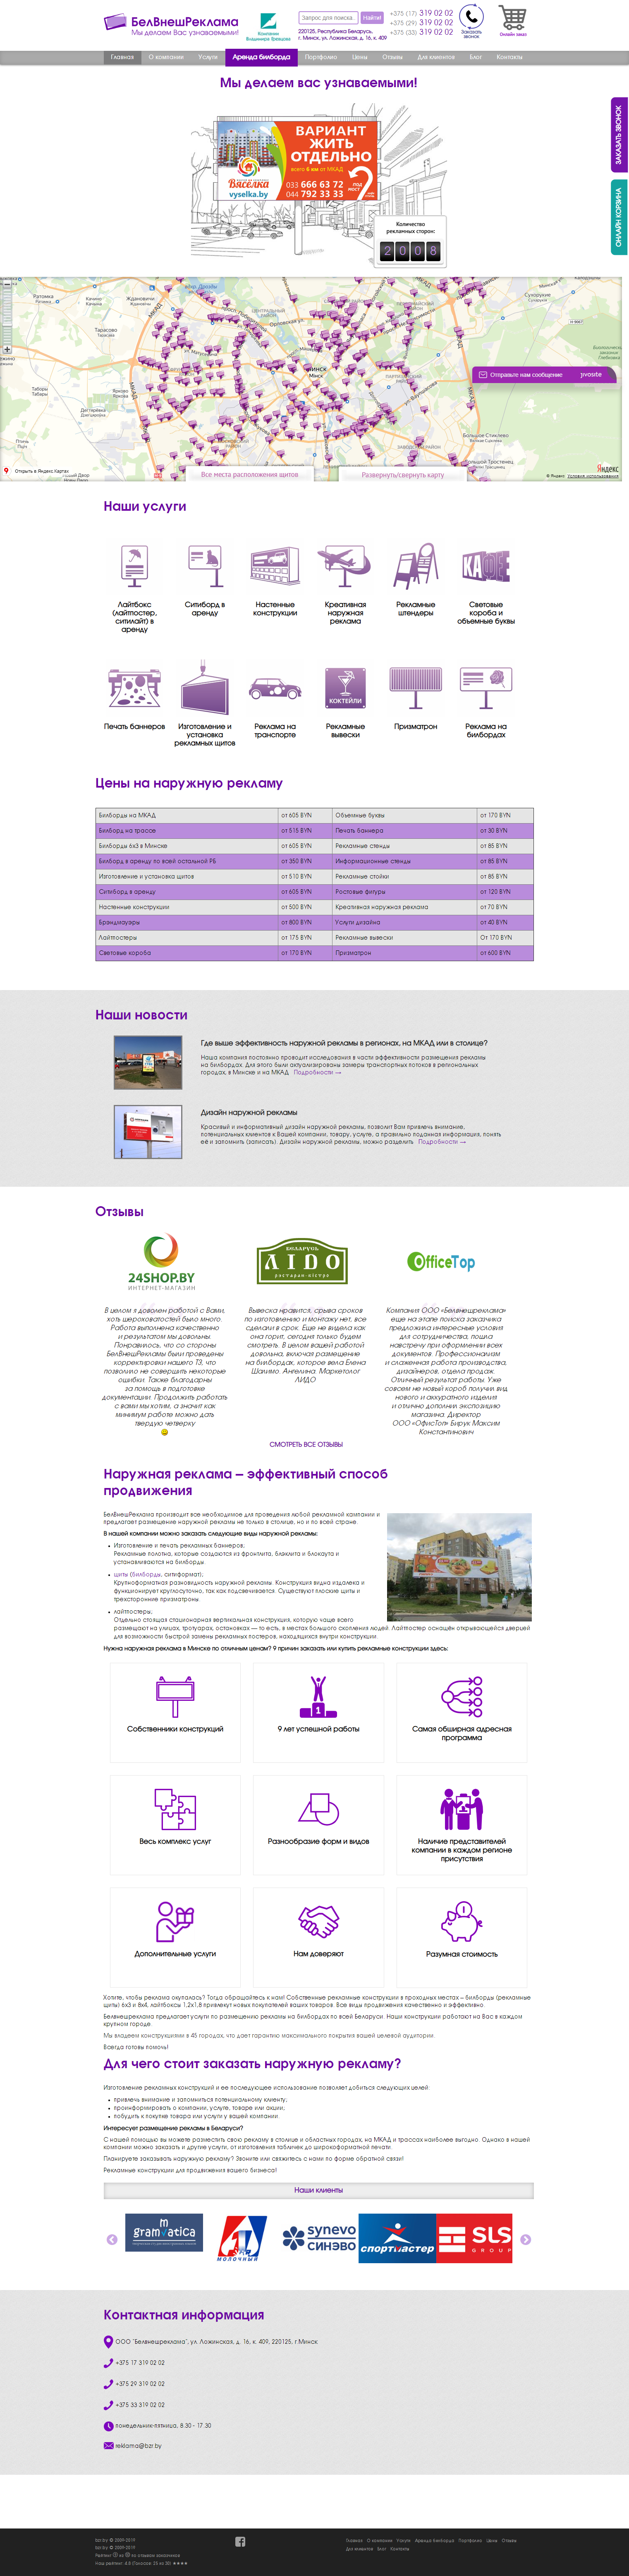 БелВнешРеклама
Мы делаем Вас узнаваемыми!
Компания
Владимира Грекова
Запрос для поиска...
Найти!
220125, Республика Беларусь,
г. Минск, ул. Ложинская, д. 16, к. 409
+375 (17) 319 02 02
+375 (29) 319 02 02
+375 (33) 319 02 02
Заказать
звонок
Онлайн заказ
Главная О компании Услуги Аренда билборда Портфолио Цены Отзывы Для клиентов Блог Контакты
Мы делаем вас узнаваемыми!
ЗАКАЗАТЬ ЗВОНОК
ОНЛАЙН КОРЗИНА
ВАРИАНТ
ЖИТЬ
ОТДЕЛЬНО
всего 6 км от МКАД
Вяселка
vyselka.by
033 666 63 72
044 792 33 33
Количество
рекламных сторон:
2008
Отправьте нам сообщение jivosite
Открыть в Яндекс.Картах
Все места расположения щитов
Развернуть/свернуть карту
Яндекс
© Яндекс Условия использования
Наши услуги
Лайтбокс
(лайтпостер,
ситилайт) в
аренду
Ситиборд в
аренду
Настенные
конструкции
Креативная
наружная
реклама
Рекламные
штендеры
КАФЕ
Световые
короба и
объемные буквы
Печать баннеров
Изготовление и
установка
рекламных щитов
Реклама на
транспорте
КОКТЕЙЛИ
Рекламные
вывески
Призматрон
Реклама на
билбордах
Цены на наружную рекламу
Билборды на МКАД от 605 BYN Объемные буквы от 170 BYN
Билборд на трассе от 515 BYN Печать баннера от 30 BYN
Билборды 6х3 в Минске от 605 BYN Рекламные стенды от 85 BYN
Билборд в аренду по всей остальной РБ от 350 BYN Информационные стенды от 85 BYN
Изготовление и установка щитов от 510 BYN Рекламные стойки от 85 BYN
Ситиборд в аренду от 605 BYN Ростовые фигуры от 120 BYN
Настенные конструкции от 500 BYN Креативная наружная реклама от 70 BYN
Брэндмауэры от 800 BYN Услуги дизайна от 40 BYN
Лайтпостеры от 175 BYN Рекламные вывески От 170 BYN
Световые короба от 170 BYN Призматрон от 600 BYN
Наши новости
Где выше эффективность наружной рекламы в регионах, на МКАД или в столице?
Наша компания постоянно проводит исследования в части эффективности размещения рекламы
на билбордах. Для этого были актуализированы замеры транспортных потоков в региональных
городах, в Минске и на МКАД. Подробности →
Дизайн наружной рекламы
Красивый и информативный дизайн наружной рекламы, позволит Вам привлечь внимание,
потенциальных клиентов к Вашей компании, товару, услуге, а правильно поданная информация, понять
её и запомнить (записать). Дизайн наружной рекламы, можно разделить Подробности →
Отзывы
24SHOP.BY
ИНТЕРНЕТ-МАГАЗИН
БЕЛАРУСЬ
ЛІДО
рэстаран-бістро
OfficeTop
В целом я доволен работой с Вами,
хоть шероховатостей было много.
Работа выполнена качественно
и результатом мы довольны.
Понравилось, что со стороны
БелВнешРекламы были проведены
корректировки нашего ТЗ, что
позволило не совершить некоторые
ошибки. Также благодарны
за помощь в подготовке
документации. Продолжить работать
с вами мы хотим, а значит как
минимум работе можно дать
твердую четверку
Вывеска нравится, срыва сроков
по изготовлению и монтажу нет, все
сделали в срок. Еще не видела как
она горит, сегодня только будем
смотреть. В целом вашей работой
довольна, включая размещение
на билбордах, которое вела Елена
Шалимо. Ангелина. Маркетолог
ЛИДО
Компания ООО «Белвнешреклама»
еще на этапе поиска заказчика
предложила интересные условия
для сотрудничества, пошла
навстречу при оформлении всех
документов. Профессионализм
и слаженная работа производства,
дизайнеров, отдела продаж.
Отличный результат работы. Уже
совсем не новый короб получил вид
нового и аккуратного изделия
и отлично дополнил экспозицию
магазина. Директор
ООО «ОфисТоп» Бирук Максим
Константинович
СМОТРЕТЬ ВСЕ ОТЗЫВЫ
Наружная реклама – эффективный способ
продвижения
БелВнешРеклама производит все необходимое для проведения любой рекламной кампании и
предлагает размещение наружной рекламы не только в столице, но и по всей стране.
В нашей компании можно заказать следующие виды наружной рекламы:
Изготовление и печать рекламных баннеров;
Рекламные полотна, которые создаются из фронтлита, бэклита и блокаута и
устанавливаются на билборды.
щиты (билборды, ситиформат);
Крупноформатная разновидность наружной рекламы. Конструкция видна издалека и
функционирует круглосуточно, так как подсвечивается. Существуют плоские щиты и
трехсторонние призматроны.
лайтпостеры;
Отдельно стоящая стационарная вертикальная конструкция, которую чаще всего
размещают на улицах, тротуарах, остановках — то есть, в местах большого скопления людей. Лайтпостер оснащён открывающейся дверей
для возможности быстрой замены рекламных постеров, находящихся внутри конструкции.
Нужна наружная реклама в Минске по отличным ценам? 9 причин заказать или купить рекламные конструкции здесь:
Собственники конструкций
1
9 лет успешной работы
Самая обширная адресная
программа
Весь комплекс услуг
Разнообразие форм и видов
Наличие представителей
компании в каждом регионе
присутствия
Дополнительные услуги
Нам доверяют
Разумная стоимость
Хотите, чтобы реклама окупалась? Тогда обращайтесь к нам! Собственные рекламные конструкции в проходных местах – билборды (рекламные
щиты) 6х3 и 8х4, лайтбоксы 1,2х1,8 привлекут новых покупателей ваших товаров. Все виды продвижения качественно и эффективно.
Белвнешреклама предлагает услуги по размещению рекламы на билбордах по всей Беларуси. Наши конструкции работают на Вас в каждом
крупном городе.
Мы владеем конструкциями в 45 городах, что дает гарантию максимального покрытия вашей целевой аудитории.
Всегда готовы помочь!
Для чего стоит заказать наружную рекламу?
Изготовление рекламных конструкций и ее последующее использование позволяет добиться следующих целей:
привлечь внимание и запомниться потенциальному клиенту;
проинформировать о компании, услуге, товаре или акции;
побудить к покупке товара или услуги у вашей компании.
Интересует размещение рекламы в Беларуси?
С нашей помощью вы можете разместить свою рекламу в столице и областных городах, на МКАД и трассах наиболее выгодно. Однако в нашей
компании можно заказать и другие услуги, от изготовления табличек до широкоформатной печати.
Планируете заказывать наружную рекламу? Звоните или свяжитесь с нами по форме обратной связи!
Рекламные конструкции для продвижения вашего бизнеса!
Наши клиенты
gramvatica
МОЛОЧНЫЙ
synevo
СИНЭВО
СПОРТМАСТЕР
SLS
GROUP
Контактная информация
ООО "Белвнешреклама", ул. Ложинская, д. 16, к. 409, 220125, г.Минск.
+375 17 319 02 02
+375 29 319 02 02
+375 33 319 02 02
понедельник-пятница, 8.30 - 17.30
reklama@bzr.by
bzr.by © 2009-2019
bzr.by © 2009-2019
Главная О компании Услуги Аренда билборда Портфолио Цены Отзывы
Для клиентов Блог Контакты